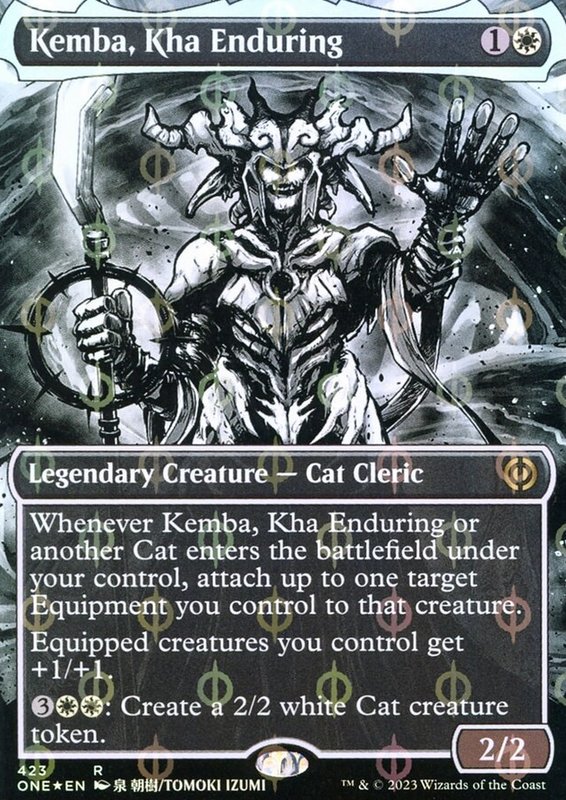 Kemba, Kha Enduring 1
Legendary Creature — Cat Cleric
Whenever Kemba, Kha Enduring or
another Cat enters the battlefield under
your control, attach up to one target
Equipment you control to that creature.
Equipped creatures you control get
+1/+1.
3: Create a 2/2 white Cat creature
token.
2/2
423 R
ONE★EN 泉 朝樹/TOMOKI IZUMI ™ & © 2023 Wizards of the Coast